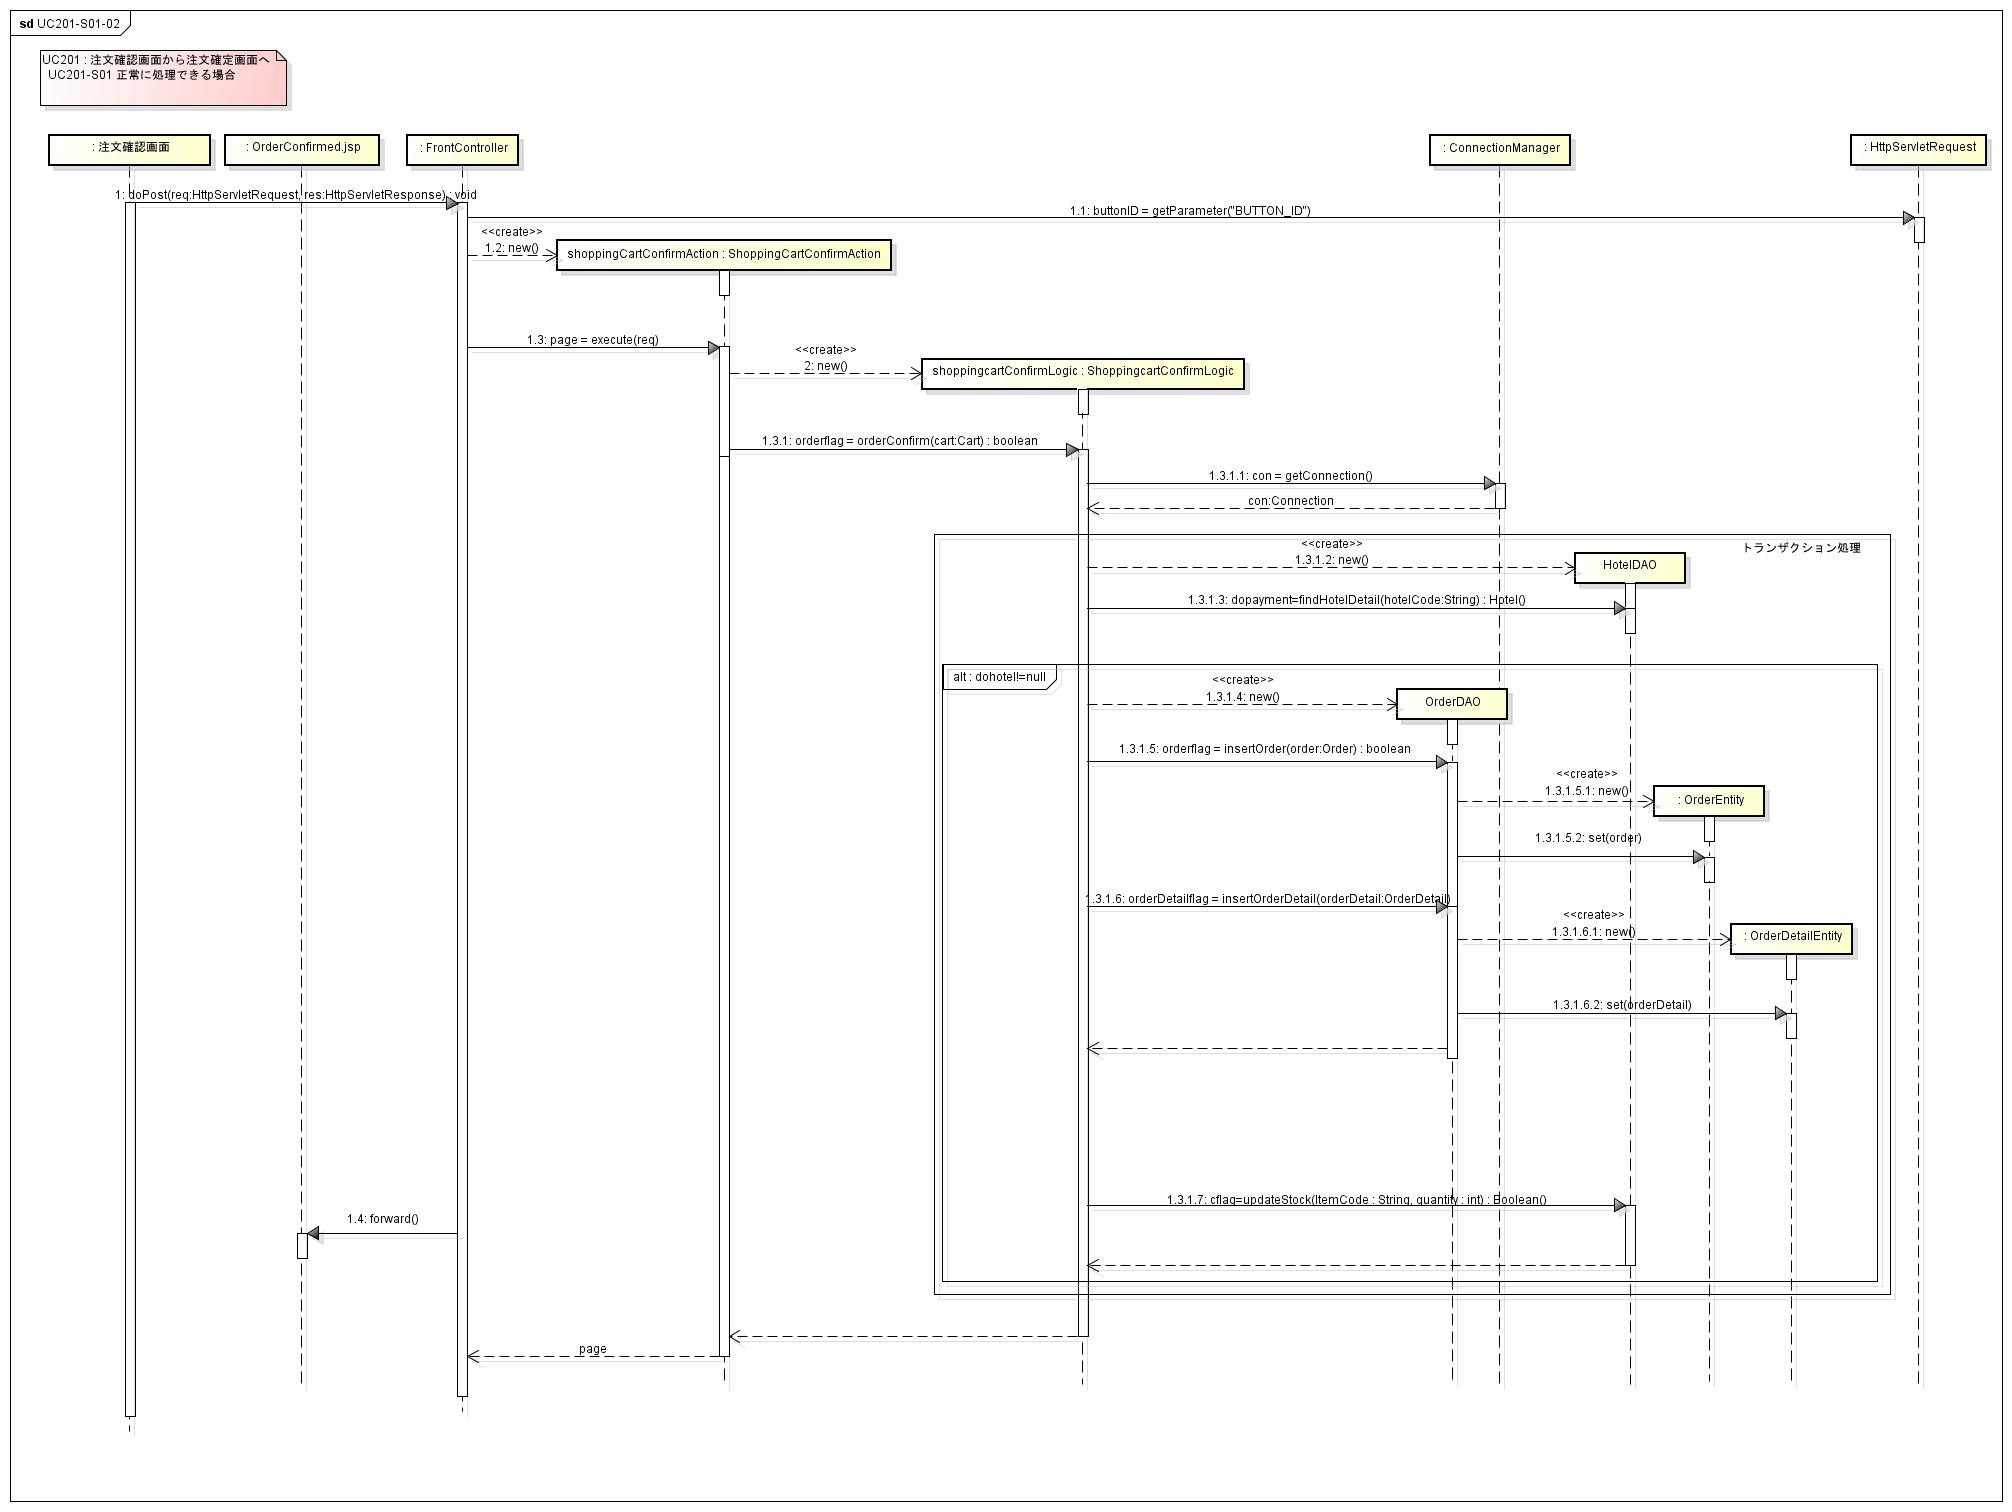 sd UC201-S01-02
UC201 : 注文確認画面から注文確定画面へ
UC201-S01 正常に処理できる場合
: 注文確認画面
: OrderConfirmed.jsp
: FrontController
: ConnectionManager
: HttpServletRequest
1: doPost(req:HttpServletRequest, res:HttpServletResponse) : void
1.1: buttonID = getParameter("BUTTON_ID")
<<create>>
1.2: new()
shoppingCartConfirmAction : ShoppingCartConfirmAction
1.3: page = execute(req)
<<create>>
2: new()
shoppingcartConfirmLogic : ShoppingcartConfirmLogic
1.3.1: orderflag = orderConfirm(cart:Cart) : boolean
1.3.1.1: con = getConnection()
con:Connection
トランザクション処理
<<create>>
1.3.1.2: new()
HotelDAO
1.3.1.3: dopayment=findHotelDetail(hotelCode:String) : Hotel()
alt : dohotel!=null
<<create>>
1.3.1.4: new()
OrderDAO
1.3.1.5: orderflag = insertOrder(order:Order) : boolean
<<create>>
1.3.1.5.1: new()
: OrderEntity
1.3.1.5.2: set(order)
1.3.1.6: orderDetailflag = insertOrderDetail(orderDetail:OrderDetail)
<<create>>
1.3.1.6.1: new()
: OrderDetailEntity
1.3.1.6.2: set(orderDetail)
1.3.1.7: cflag=updateStock(ItemCode : String, quantify : int) : Boolean()
1.4: forward()
page